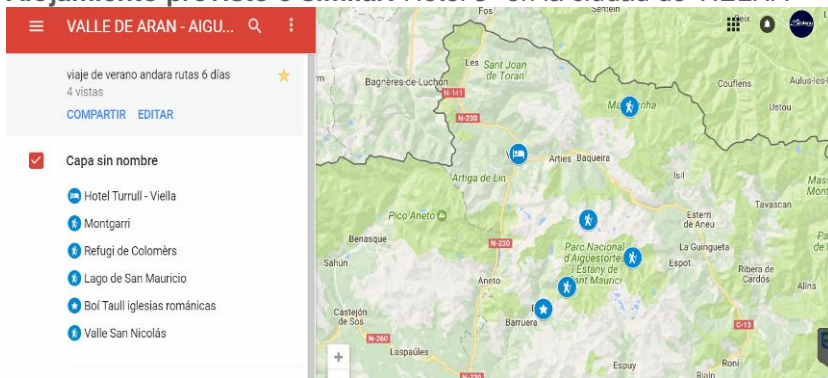 VALLE DE ARAN - AIGU...
viaje de verano andara rutas 6 días
4 vistas
COMPARTIR EDITAR
Capa sin nombre
Hotel Turrull - Viella
Montgarri
Refugi de Colomèrs
Lago de San Mauricio
Boí Taull iglesias románicas
Valle San Nicolás
Fos
Sentein
Les
Sant Joan
de Toran
Bagnères-de-Luchon
N-141
N-230
Couflens
Aulus-les-
Ustou
Arties
Baqueira
Artiga de Lin
Isil
Tavascan
Pico Aneto
Esterri
de Aneu
Benasque
N-230
Parc Nacional
d'Aigüestortes
i Estany de
Sant Maurici
La Guingueta
Espot
Sahún
Ribera de
Cardós
Alins
Aneto
Castejón
de Sos
Barruera
C-13
N-260
Laspaúles
Espuy
Roni
Rialp
N-230
+